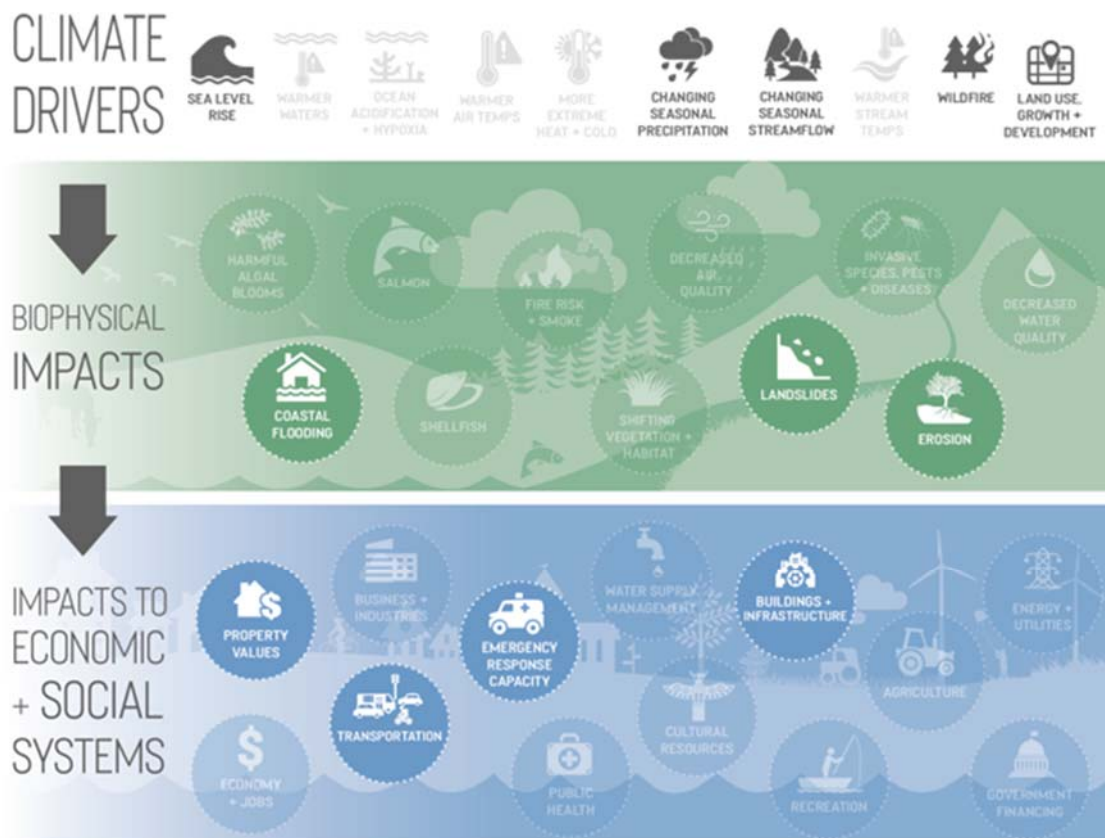 CLIMATE
DRIVERS
SEA LEVEL
RISE
WARMER
WATERS
OCEAN
ACIDIFICATION
+ HYPOXIA
WARMER
AIR TEMPS
MORE
EXTREME
HEAT + COLD
CHANGING
SEASONAL
PRECIPITATION
CHANGING
SEASONAL
STREAMFLOW
WARMER
STREAM
TEMPS
WILDFIRE
LAND USE,
GROWTH +
DEVELOPMENT
BIOPHYSICAL
IMPACTS
HARMFUL
ALGAL
BLOOMS
SALMON
FIRE RISK
+ SMOKE
DECREASED
AIR
QUALITY
INVASIVE
SPECIES, PESTS
+ DISEASES
DECREASED
WATER
QUALITY
COASTAL
FLOODING
SHELLFISH
SHIFTING
VEGETATION +
HABITAT
LANDSLIDES
EROSION
IMPACTS TO
ECONOMIC
+ SOCIAL
SYSTEMS
PROPERTY
VALUES
BUSINESS +
INDUSTRIES
EMERGENCY
RESPONSE
CAPACITY
WATER SUPPLY
MANAGEMENT
BUILDINGS +
INFRASTRUCTURE
AGRICULTURE
ENERGY +
UTILITIES
ECONOMY
+ JOBS
TRANSPORTATION
PUBLIC
HEALTH
CULTURAL
RESOURCES
RECREATION
GOVERNMENT
FINANCING